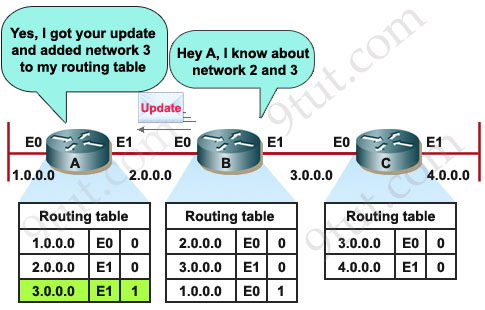 Yes, I got your update
and added network 3
to my routing table
Hey A, I know about
network 2 and 3
Update
E0 E1 E0 E1 E0 E1
A B C
1.0.0.0 2.0.0.0 3.0.0.0 4.0.0.0
Routing table
1.0.0.0 E0 0
2.0.0.0 E1 0
3.0.0.0 E1 1
Routing table
2.0.0.0 E0 0
3.0.0.0 E1 0
1.0.0.0 E0 1
Routing table
3.0.0.0 E0 0
4.0.0.0 E1 0
9tut.com
9tut.com
9tut.com